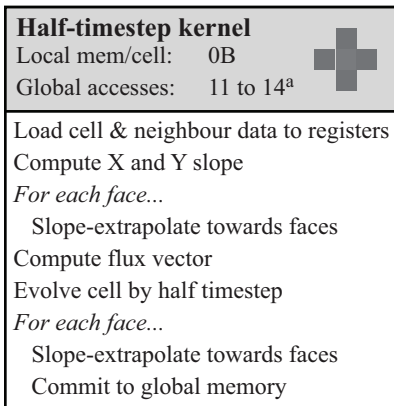 Half-timestep kernel
Local mem/cell: 0B
Global accesses: 11 to 14ª
Load cell & neighbour data to registers
Compute X and Y slope
For each face...
Slope-extrapolate towards faces
Compute flux vector
Evolve cell by half timestep
For each face...
Slope-extrapolate towards faces
Commit to global memory